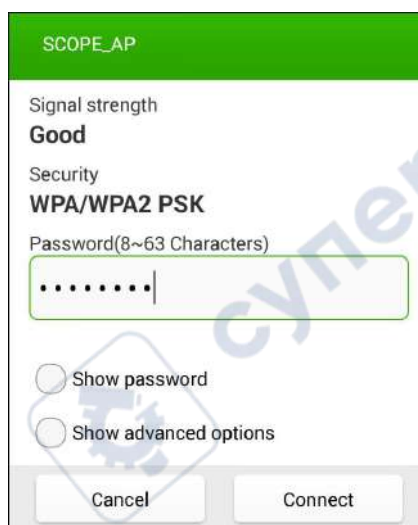 SCOPE_AP
Signal strength
Good
Security
WPA/WPA2 PSK
Password(8~63 Characters)
••••••••
Show password
Show advanced options
Cancel
Connect
супер